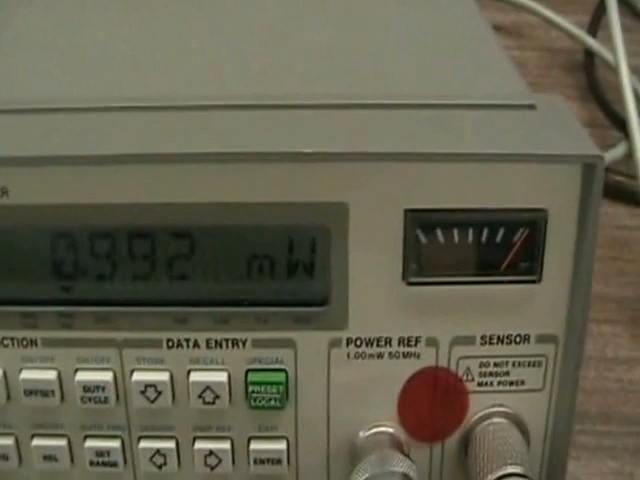 R
0.992 mW
CTION
DATA ENTRY
POWER REF
1.00mW 50MHz
SENSOR
DO NOT EXCEED
SENSOR
MAX POWER
ON/OFF
ON/OFF
STORE
RECALL
SPECIAL
OFFSET
DUTY
CYCLE
PRESET
LOCAL
REL
SET
RANGE
ENTER